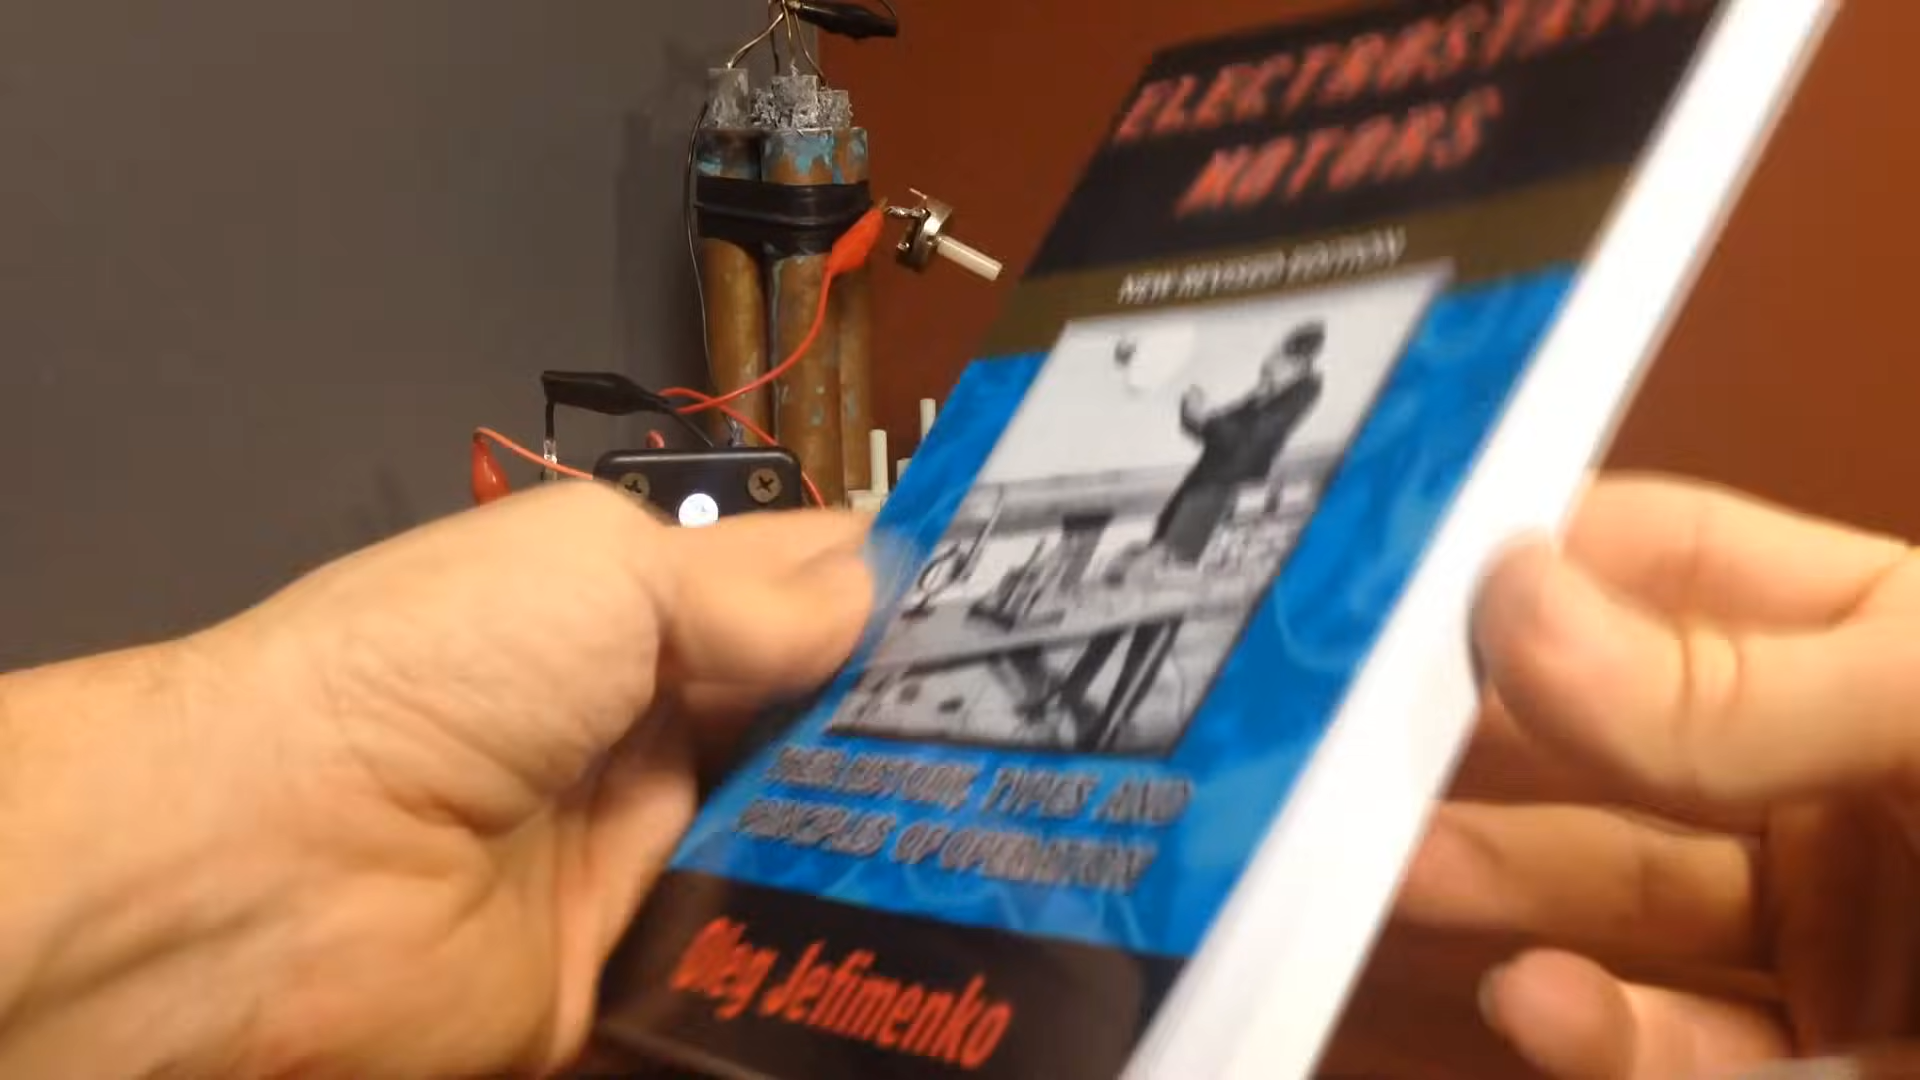 ELECTROSTATIC
MOTORS
NEW REVISED EDITION!
THEIR HISTORY, TYPES AND
PRINCIPLES OF OPERATION
Oleg Jefimenko